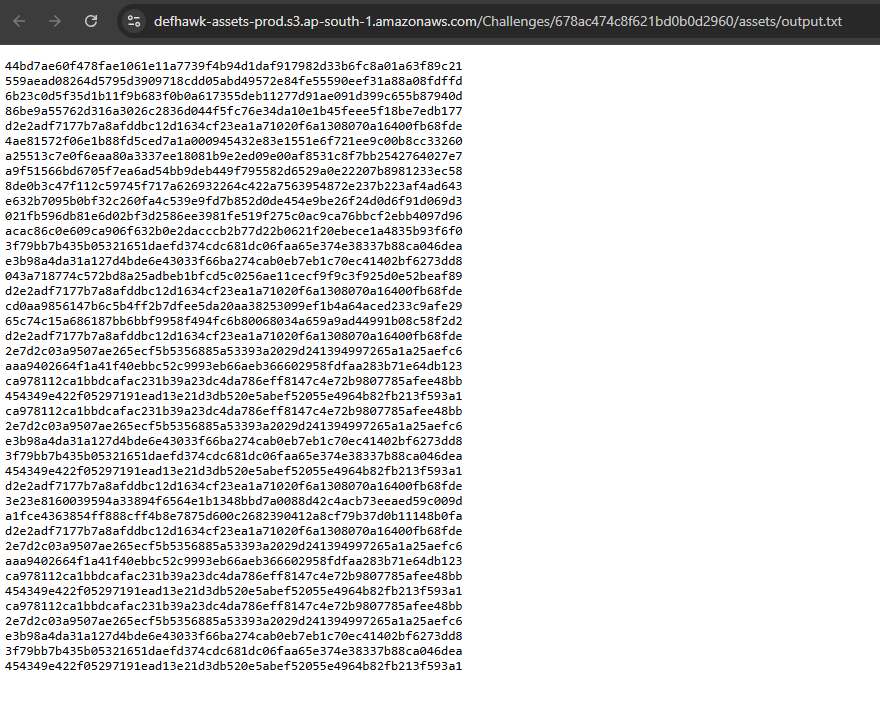 defhawk-assets-prod.s3.ap-south-1.amazonaws.com/Challenges/678ac474c8f621bd0b0d2960/assets/output.txt
44bd7ae60f478fae1061e11a7739f4b94d1daf917982d33b6fc8a01a63f89c21
559aead08264d5795d3909718cdd05abd49572e84fe55590eef31a88a08fdffd
6b23c0d5f35d1b11f9b683f0b0a617355deb11277d91ae091d399c655b87940d
86be9a55762d316a3026c2836d044f5fc76e34da10e1b45feee5f18be7edb177
d2e2adf7177b7a8afddbc12d1634cf23ea1a71020f6a1308070a16400fb68fde
4ae81572f06e1b88fd5ced7a1a000945432e83e1551e6f721ee9c00b8cc33260
a25513c7e0f6eaa80a3337ee18081b9e2ed09e00af8531c8f7bb2542764027e7
a9f51566bd6705f7ea6ad54bb9deb449f795582d6529a0e22207b8981233ec58
8de0b3c47f112c59745f717a626932264c422a7563954872e237b223af4ad643
e632b7095b0bf32c260fa4c539e9fd7b852d0de454e9be26f24d0d6f91d069d3
021fb596db81e6d02bf3d2586ee3981fe519f275c0ac9ca76bbcf2ebb4097d96
acac86c0e609ca906f632b0e2dacccb2b77d22b0621f20ebece1a4835b93f6f0
3f79bb7b435b05321651daefd374cdc681dc06faa65e374e38337b88ca046dea
e3b98a4da31a127d4bde6e43033f66ba274cab0eb7eb1c70ec41402bf6273dd8
043a718774c572bd8a25adbeb1bfcd5c0256ae11cecf9f9c3f925d0e52beaf89
d2e2adf7177b7a8afddbc12d1634cf23ea1a71020f6a1308070a16400fb68fde
cd0aa9856147b6c5b4ff2b7dfee5da20aa38253099ef1b4a64aced233c9afe29
65c74c15a686187bb6bbf9958f494fc6b80068034a659a9ad44991b08c58f2d2
d2e2adf7177b7a8afddbc12d1634cf23ea1a71020f6a1308070a16400fb68fde
2e7d2c03a9507ae265ecf5b5356885a53393a2029d241394997265a1a25aefc6
aaa9402664f1a41f40ebbc52c9993eb66aeb366602958fdfaa283b71e64db123
ca978112ca1bbdcafac231b39a23dc4da786eff8147c4e72b9807785afee48bb
454349e422f05297191ead13e21d3db520e5abef52055e4964b82fb213f593a1
ca978112ca1bbdcafac231b39a23dc4da786eff8147c4e72b9807785afee48bb
2e7d2c03a9507ae265ecf5b5356885a53393a2029d241394997265a1a25aefc6
e3b98a4da31a127d4bde6e43033f66ba274cab0eb7eb1c70ec41402bf6273dd8
3f79bb7b435b05321651daefd374cdc681dc06faa65e374e38337b88ca046dea
454349e422f05297191ead13e21d3db520e5abef52055e4964b82fb213f593a1
d2e2adf7177b7a8afddbc12d1634cf23ea1a71020f6a1308070a16400fb68fde
3e23e8160039594a33894f6564e1b1348bbd7a0088d42c4acb73eeaed59c009d
a1fce4363854ff888cff4b8e7875d600c2682390412a8cf79b37d0b11148b0fa
d2e2adf7177b7a8afddbc12d1634cf23ea1a71020f6a1308070a16400fb68fde
2e7d2c03a9507ae265ecf5b5356885a53393a2029d241394997265a1a25aefc6
aaa9402664f1a41f40ebbc52c9993eb66aeb366602958fdfaa283b71e64db123
ca978112ca1bbdcafac231b39a23dc4da786eff8147c4e72b9807785afee48bb
454349e422f05297191ead13e21d3db520e5abef52055e4964b82fb213f593a1
ca978112ca1bbdcafac231b39a23dc4da786eff8147c4e72b9807785afee48bb
2e7d2c03a9507ae265ecf5b5356885a53393a2029d241394997265a1a25aefc6
e3b98a4da31a127d4bde6e43033f66ba274cab0eb7eb1c70ec41402bf6273dd8
3f79bb7b435b05321651daefd374cdc681dc06faa65e374e38337b88ca046dea
454349e422f05297191ead13e21d3db520e5abef52055e4964b82fb213f593a1